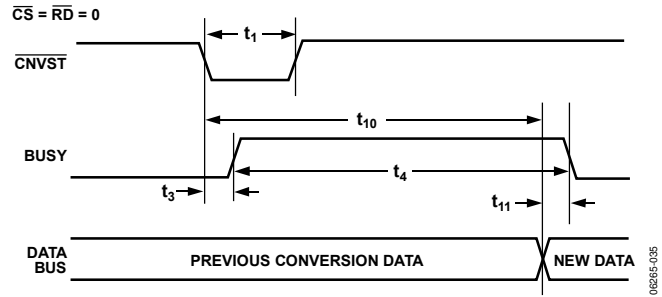 CS = RD = 0
CNVST
t1
t10
BUSY
t4
t3
t11
DATA
BUS
PREVIOUS CONVERSION DATA
NEW DATA
06265-035